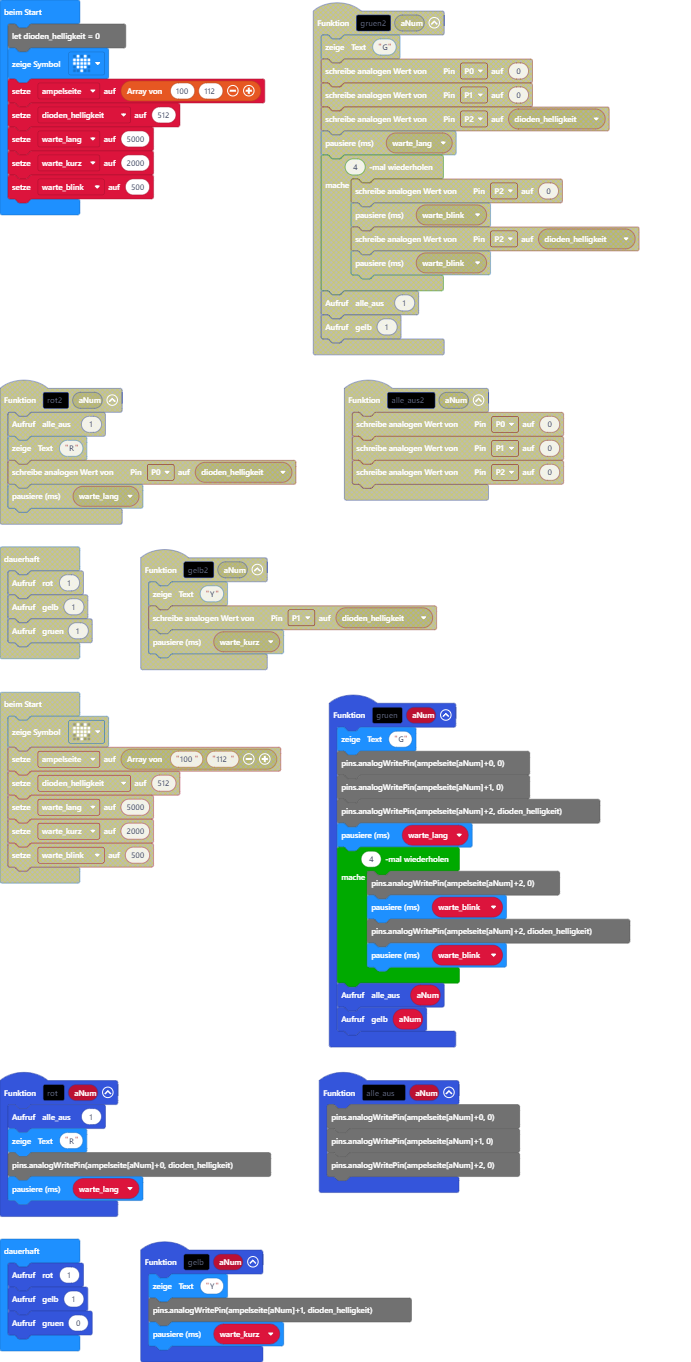 beim Start
let dioden_helligkeit = 0
zeige Symbol
setze ampelseite auf Array von 100 112
setze dioden_helligkeit auf 512
setze warte_lang auf 5000
setze warte_kurz auf 2000
setze warte_blink auf 500
Funktion gruen2 aNum
zeige Text "G"
schreibe analogen Wert von Pin P0 auf 0
schreibe analogen Wert von Pin P1 auf 0
schreibe analogen Wert von Pin P2 auf dioden_helligkeit
pausiere (ms) warte_lang
4 -mal wiederholen
mache
schreibe analogen Wert von Pin P2 auf 0
pausiere (ms) warte_blink
schreibe analogen Wert von Pin P2 auf dioden_helligkeit
pausiere (ms) warte_blink
Aufruf alle_aus 1
Aufruf gelb 1
Funktion rot2 aNum
Aufruf alle_aus 1
zeige Text "R"
schreibe analogen Wert von Pin P0 auf dioden_helligkeit
pausiere (ms) warte_lang
Funktion alle_aus2 aNum
schreibe analogen Wert von Pin P0 auf 0
schreibe analogen Wert von Pin P1 auf 0
schreibe analogen Wert von Pin P2 auf 0
dauerhaft
Aufruf rot 1
Aufruf gelb 1
Aufruf gruen 1
Funktion gelb2 aNum
zeige Text "Y"
schreibe analogen Wert von Pin P1 auf dioden_helligkeit
pausiere (ms) warte_kurz
beim Start
zeige Symbol
setze ampelseite auf Array von "100" "112"
setze dioden_helligkeit auf 512
setze warte_lang auf 5000
setze warte_kurz auf 2000
setze warte_blink auf 500
Funktion gruen aNum
zeige Text "G"
pins.analogWritePin(ampelseite[aNum]+0, 0)
pins.analogWritePin(ampelseite[aNum]+1, 0)
pins.analogWritePin(ampelseite[aNum]+2, dioden_helligkeit)
pausiere (ms) warte_lang
4 -mal wiederholen
mache
pins.analogWritePin(ampelseite[aNum]+2, 0)
pausiere (ms) warte_blink
pins.analogWritePin(ampelseite[aNum]+2, dioden_helligkeit)
pausiere (ms) warte_blink
Aufruf alle_aus aNum
Aufruf gelb aNum
Funktion rot aNum
Aufruf alle_aus 1
zeige Text "R"
pins.analogWritePin(ampelseite[aNum]+0, dioden_helligkeit)
pausiere (ms) warte_lang
Funktion alle_aus aNum
pins.analogWritePin(ampelseite[aNum]+0, 0)
pins.analogWritePin(ampelseite[aNum]+1, 0)
pins.analogWritePin(ampelseite[aNum]+2, 0)
dauerhaft
Aufruf rot 1
Aufruf gelb 1
Aufruf gruen 0
Funktion gelb aNum
zeige Text "Y"
pins.analogWritePin(ampelseite[aNum]+1, dioden_helligkeit)
pausiere (ms) warte_kurz